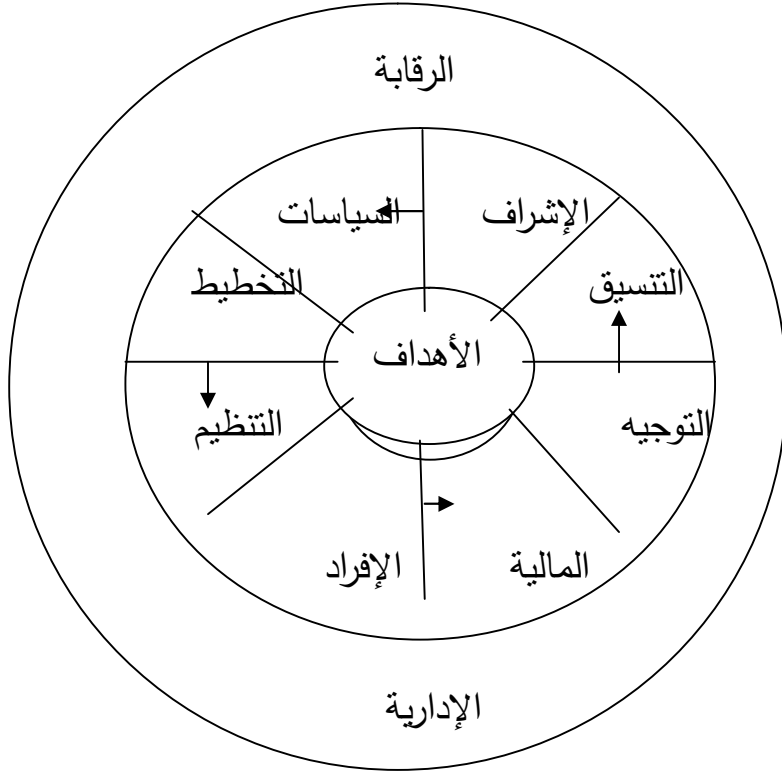 الرقابة
الإشراف
السياسات
التنسيق
التخطيط
الأهداف
التوجيه
التنظيم
المالية
الإفراد
الإدارية